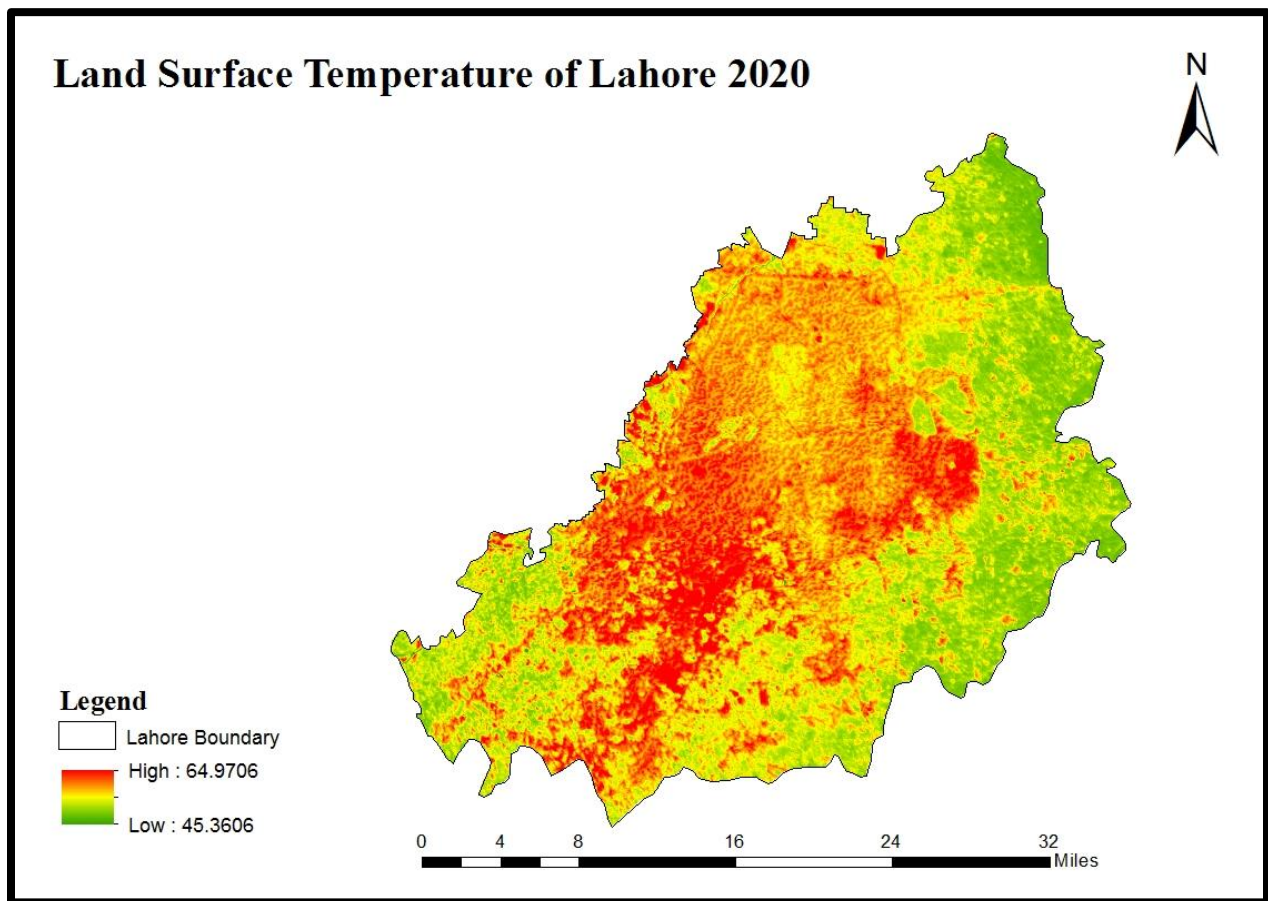 Land Surface Temperature of Lahore 2020
N
Legend
Lahore Boundary
High : 64.9706
Low : 45.3606
0 4 8 16 24 32
Miles